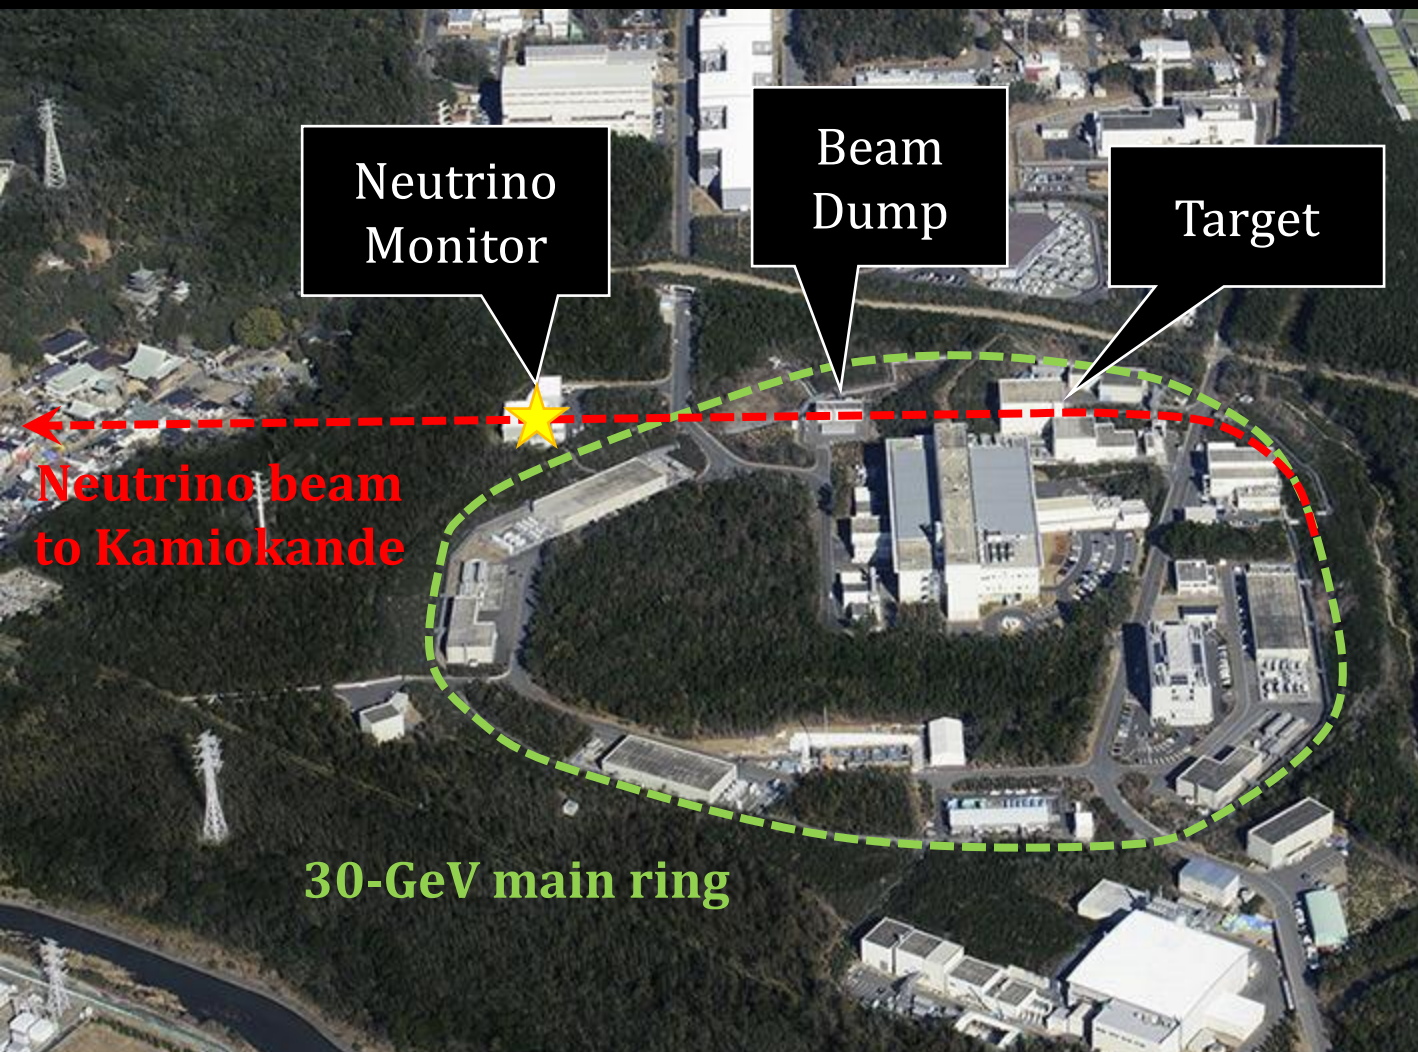 Neutrino
Monitor
Beam
Dump
Target
Neutrino beam
to Kamiokande
30-GeV main ring